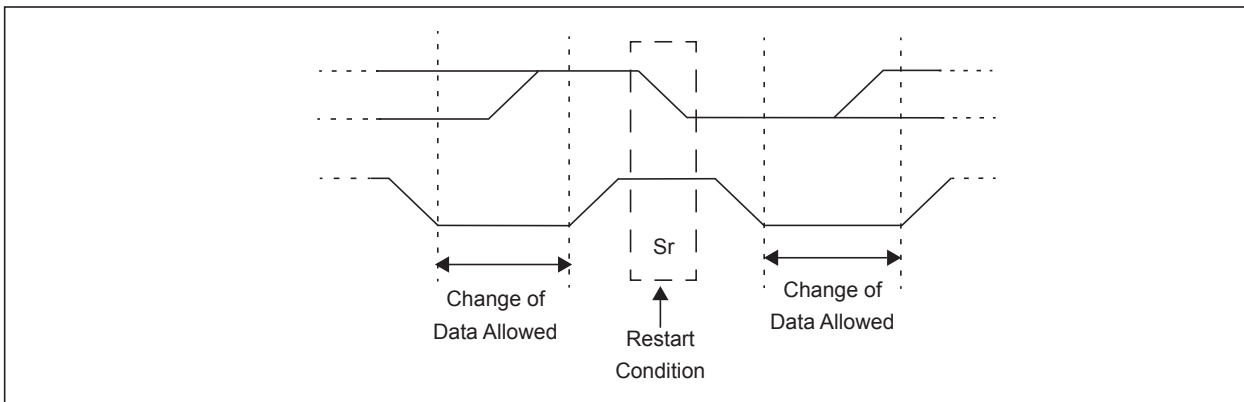 Sr
Change of
Data Allowed
Restart
Condition
Change of
Data Allowed